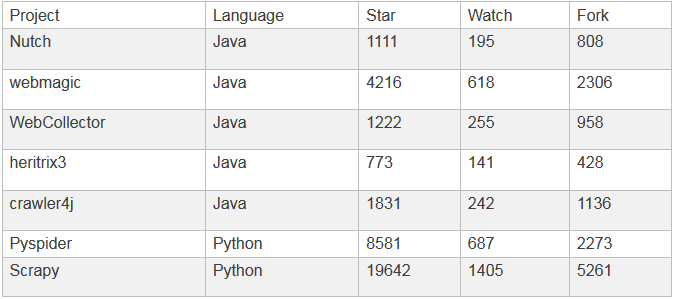 Project Language Star Watch Fork
Nutch Java 1111 195 808
webmagic Java 4216 618 2306
WebCollector Java 1222 255 958
heritrix3 Java 773 141 428
crawler4j Java 1831 242 1136
Pyspider Python 8581 687 2273
Scrapy Python 19642 1405 5261